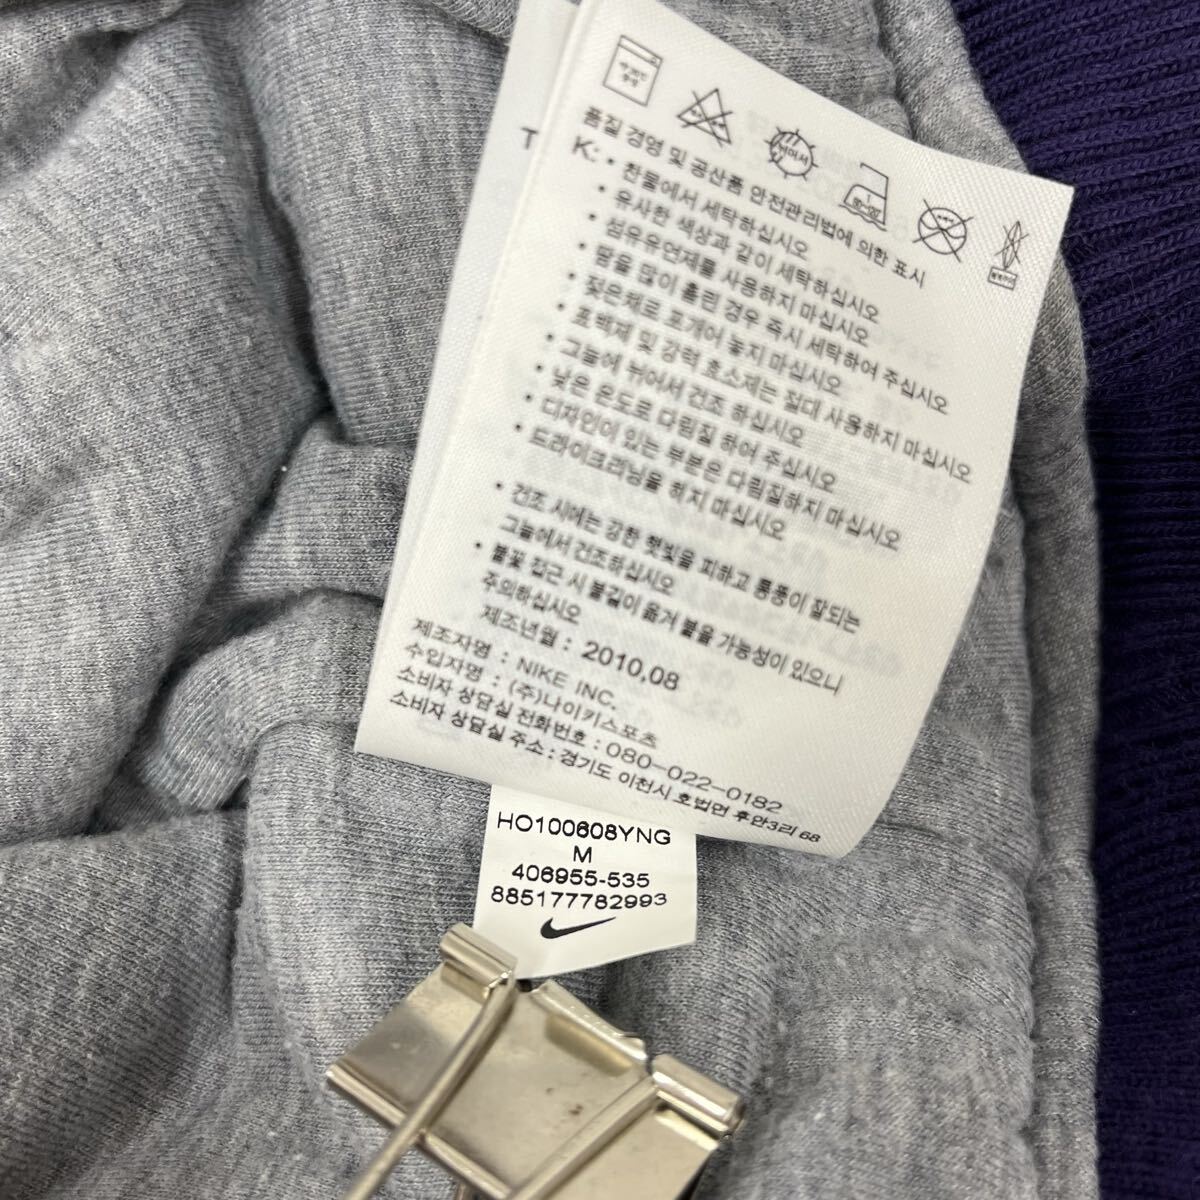 품질 경영 및 공산품 안전관리법에 의한 표시
K: • 찬물에서 세탁하십시오
• 유사한 색상과 같이 세탁하십시오
• 섬유유연제를 사용하지 마십시오
• 땀을 많이 흘린 경우 즉시 세탁하여 주십시오
• 젖은채로 포개어 놓지 마십시오
• 표백제 및 강력 효소제는 절대 사용하지 마십시오
• 그늘에 뉘어서 건조 하십시오
• 낮은 온도로 다림질 하여 주십시오
• 디자인이 있는 부분은 다림질하지 마십시오
• 드라이크리닝을 하지 마십시오
• 건조 시에는 강한 햇빛을 피하고 통풍이 잘되는
그늘에서 건조하십시오
• 불꽃 접근 시 불길이 옮겨 붙을 가능성이 있으니
주의하십시오
제조년월 : 2010.08
제조자명 : NIKE INC.
수입자명 : (주)나이키스포츠
소비자 상담실 전화번호 : 080-022-0182
소비자 상담실 주소 : 경기도 이천시 호법면 후안3리 68
HO100608YNG
M
406955-535
885177782993